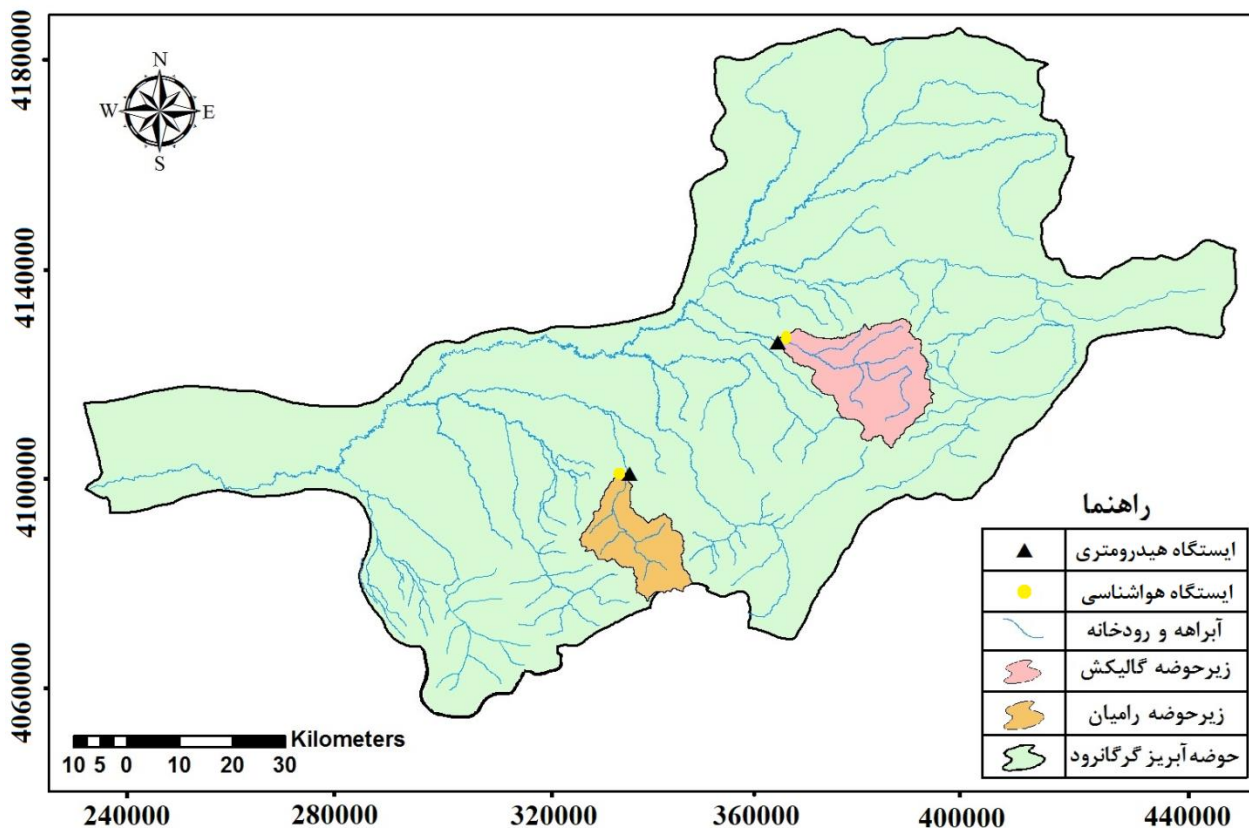 4180000
4140000
4100000
4060000
N
W E
S
راهنما
ایستگاه هیدرومتری
ایستگاه هواشناسی
آبراهه و رودخانه
زیرحوضه گالیکش
زیرحوضه رامیان
حوضه آبریز گرگانرود
Kilometers
10 5 0 10 20 30
240000 280000 320000 360000 400000 440000